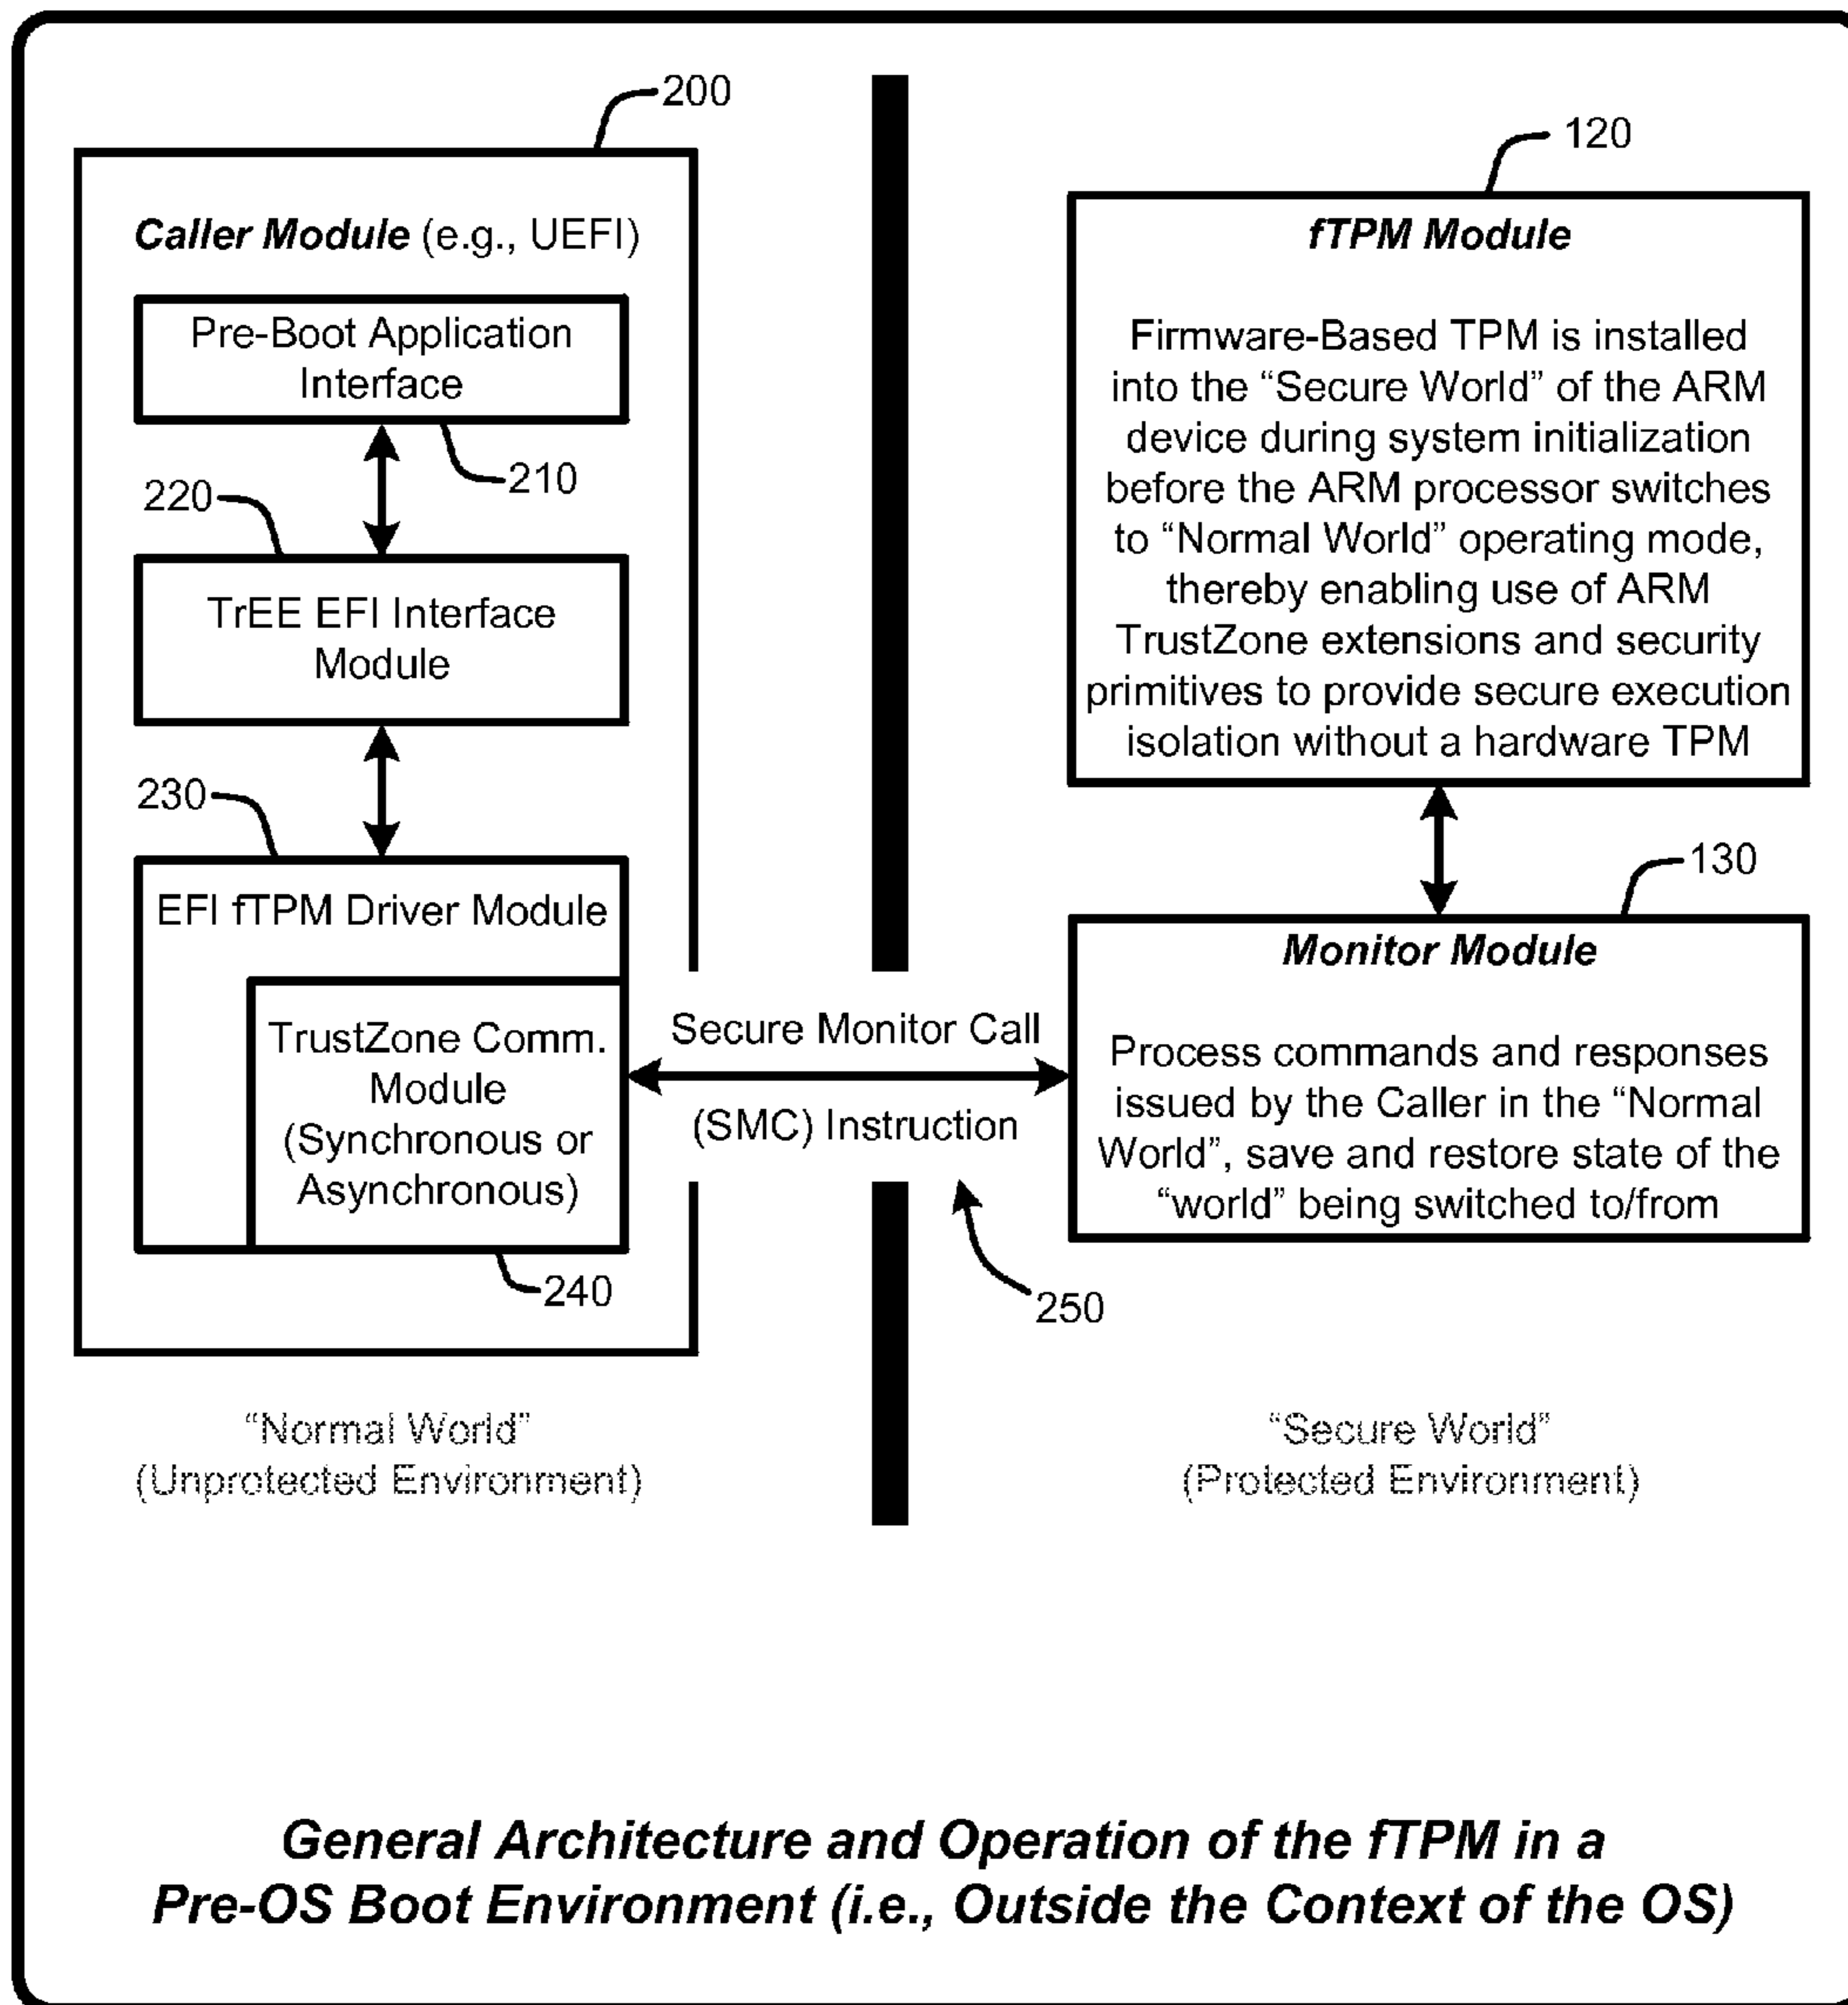 200
Caller Module (e.g., UEFI)
Pre-Boot Application
Interface
210
220
TrEE EFI Interface
Module
230
EFI fTPM Driver Module
TrustZone Comm.
Module
(Synchronous or
Asynchronous)
240
"Normal World"
(Unprotected Environment)
Secure Monitor Call
(SMC) Instruction
250
120
fTPM Module
Firmware-Based TPM is installed
into the “Secure World” of the ARM
device during system initialization
before the ARM processor switches
to “Normal World” operating mode,
thereby enabling use of ARM
TrustZone extensions and security
primitives to provide secure execution
isolation without a hardware TPM
130
Monitor Module
Process commands and responses
issued by the Caller in the “Normal
World”, save and restore state of the
“world” being switched to/from
“Secure World”
(Protected Environment)
General Architecture and Operation of the fTPM in a
Pre-OS Boot Environment (i.e., Outside the Context of the OS)